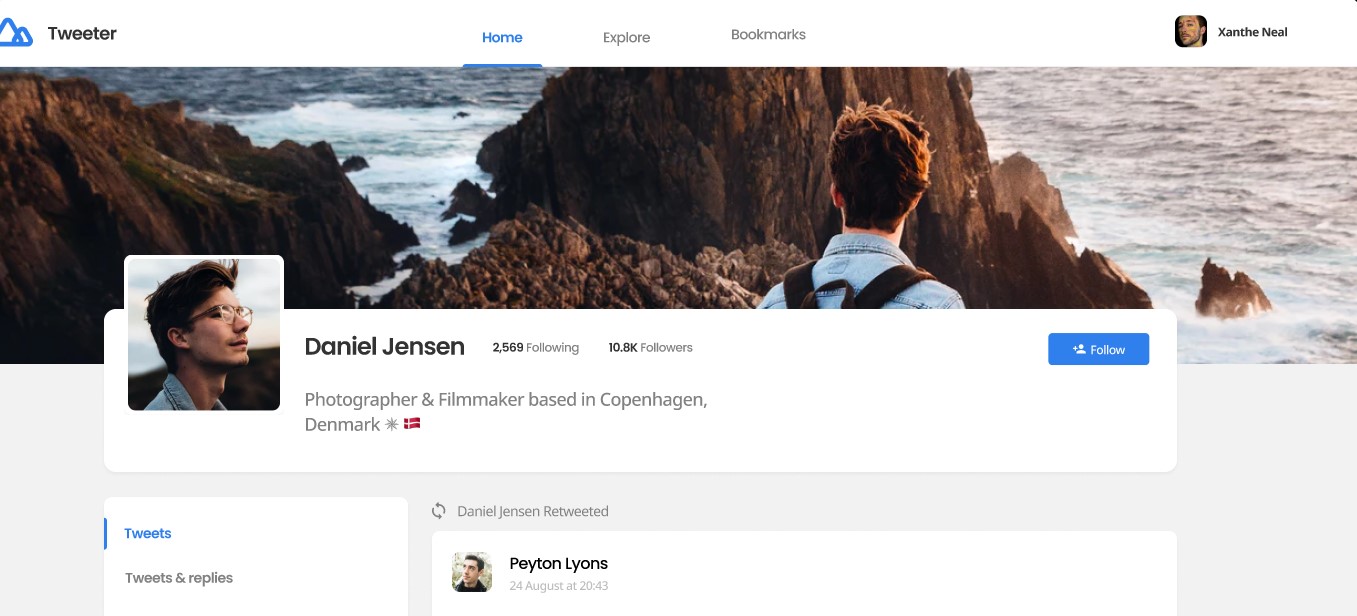 Tweeter
Home
Explore
Bookmarks
Xanthe Neal
Daniel Jensen
2,569 Following
10.8K Followers
Follow
Photographer & Filmmaker based in Copenhagen,
Denmark ☀ 🇩🇰
Tweets
Tweets & replies
Daniel Jensen Retweeted
Peyton Lyons
24 August at 20:43